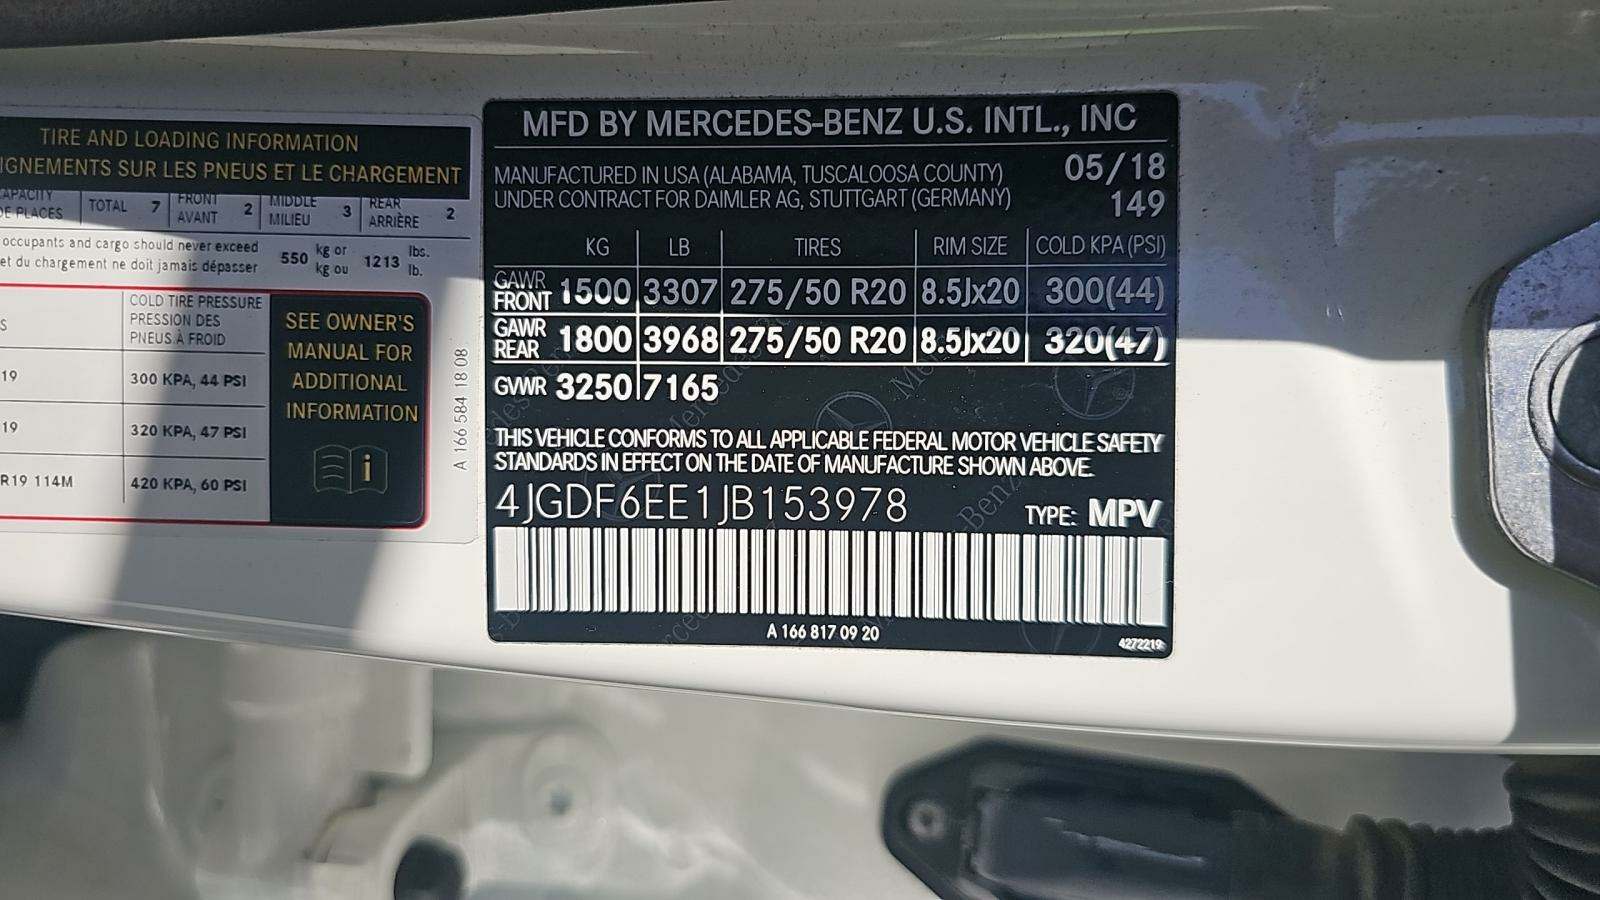 TIRE AND LOADING INFORMATION
IGNEMENTS SUR LES PNEUS ET LE CHARGEMENT
CAPACITY
DE PLACES
TOTAL 7
FRONT
AVANT 2
MIDDLE
MILIEU 3
REAR
ARRIÈRE 2
occupants and cargo should never exceed
et du chargement ne doit jamais dépasser
550 kg or
kg ou
1213 lbs.
lb.
COLD TIRE PRESSURE
PRESSION DES
PNEUS À FROID
S
19 300 KPA, 44 PSI
19 320 KPA, 47 PSI
R19 114M 420 KPA, 60 PSI
SEE OWNER'S
MANUAL FOR
ADDITIONAL
INFORMATION
i
A 166 584 18 08
MFD BY MERCEDES-BENZ U.S. INTL., INC
MANUFACTURED IN USA (ALABAMA, TUSCALOOSA COUNTY) 05/18
UNDER CONTRACT FOR DAIMLER AG, STUTTGART (GERMANY) 149
KG LB TIRES RIM SIZE COLD KPA (PSI)
GAWR
FRONT 1500 3307 275/50 R20 8.5Jx20 300(44)
GAWR
REAR 1800 3968 275/50 R20 8.5Jx20 320(47)
GVWR 3250 7165
THIS VEHICLE CONFORMS TO ALL APPLICABLE FEDERAL MOTOR VEHICLE SAFETY
STANDARDS IN EFFECT ON THE DATE OF MANUFACTURE SHOWN ABOVE.
4JGDF6EE1JB153978 TYPE: MPV
A 166 817 09 20
4272219